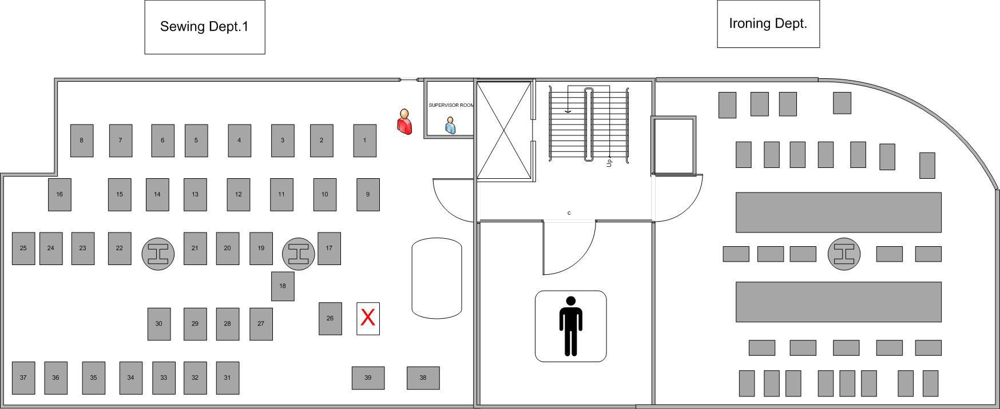 Sewing Dept.1
Ironing Dept.
SUPERVISOR ROOM
8 7 6 5 4 3 2 1
Up
16 15 14 13 12 11 10 9
c
25 24 23 22 21 20 19 17
18
30 29 28 27 26 X
37 36 35 34 33 32 31 39 38